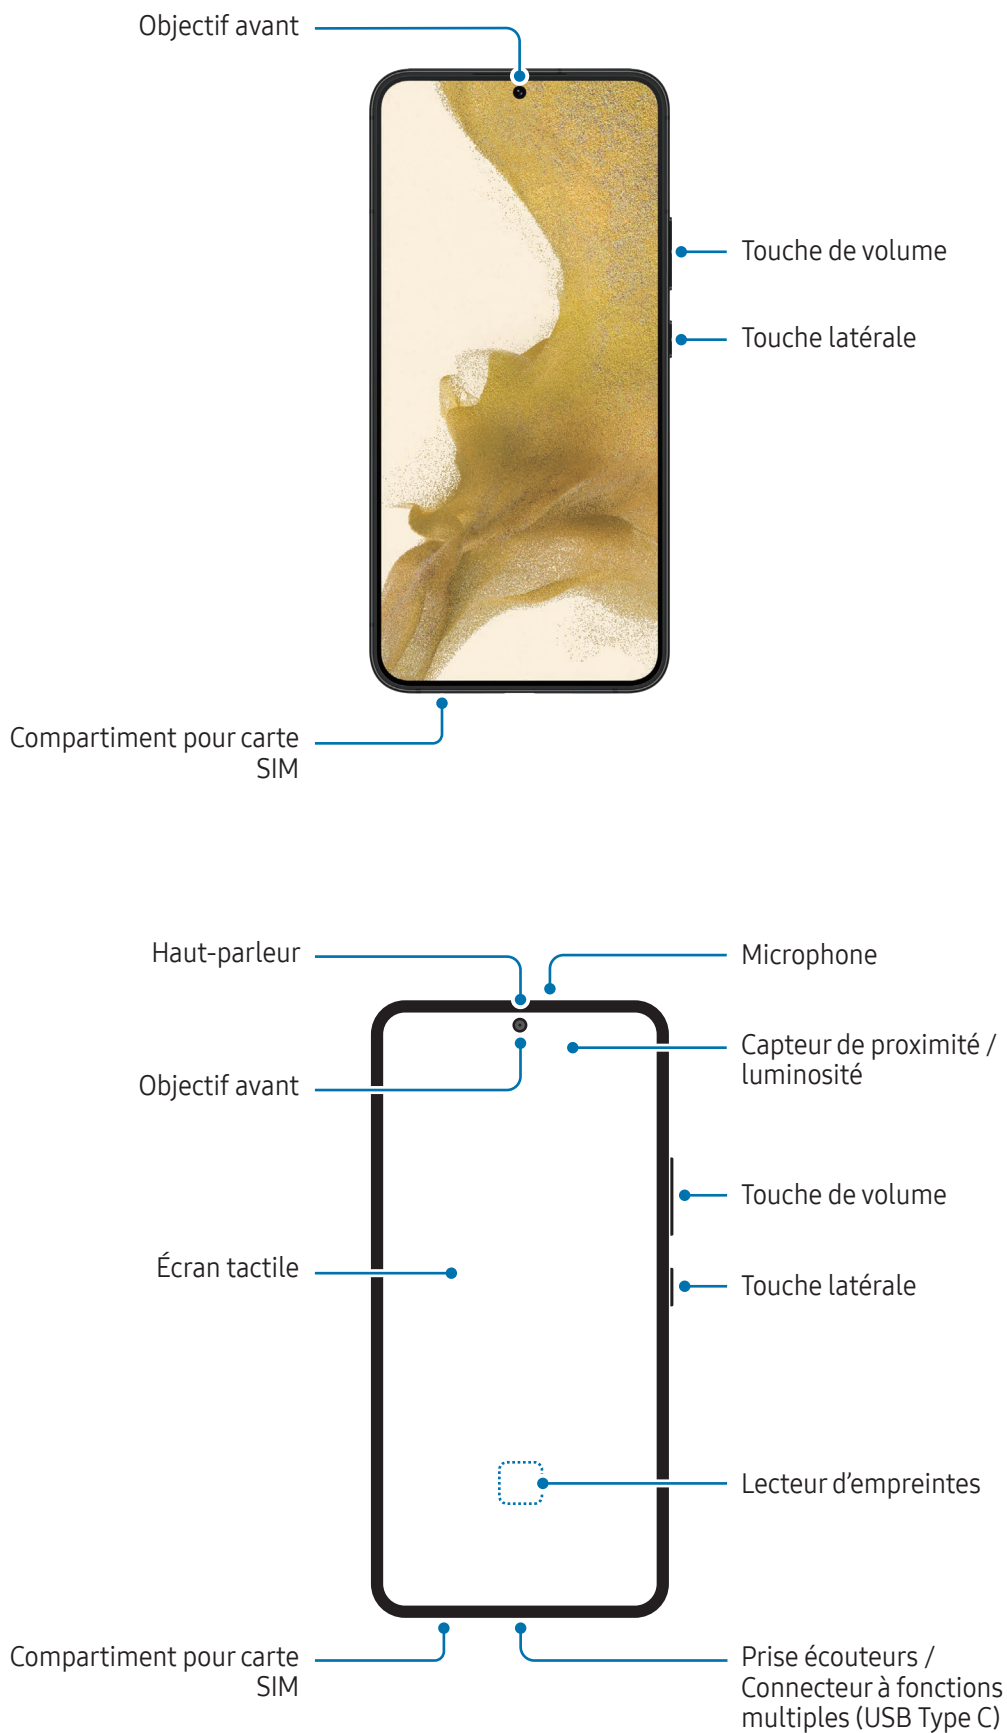 Objectif avant
Touche de volume
Touche latérale
Compartiment pour carte
SIM
Haut-parleur
Microphone
Capteur de proximité /
luminosité
Objectif avant
Touche de volume
Écran tactile
Touche latérale
Lecteur d’empreintes
Compartiment pour carte
SIM
Prise écouteurs /
Connecteur à fonctions
multiples (USB Type C)